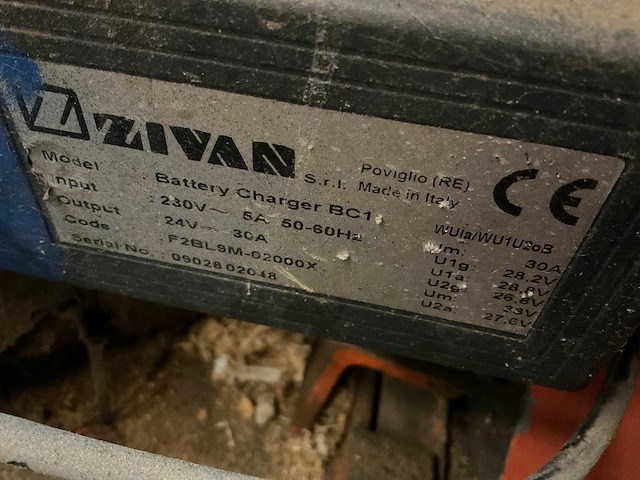 ZIVAN S.r.l.
Poviglio (RE)
Made in Italy
CE
Model : Battery Charger BC1
Input : 230V~ 5A 50-60Hz
Output : 24V⎓ 30A
Code : F2BL9M-02000X
Serial No. : 0902802048
WUIa/WU1U2oB
Im: 30A
U1g: 28,2V
U1a: 28,8V
U2g: 26,4V
Um: 33V
U2a: 27,6V